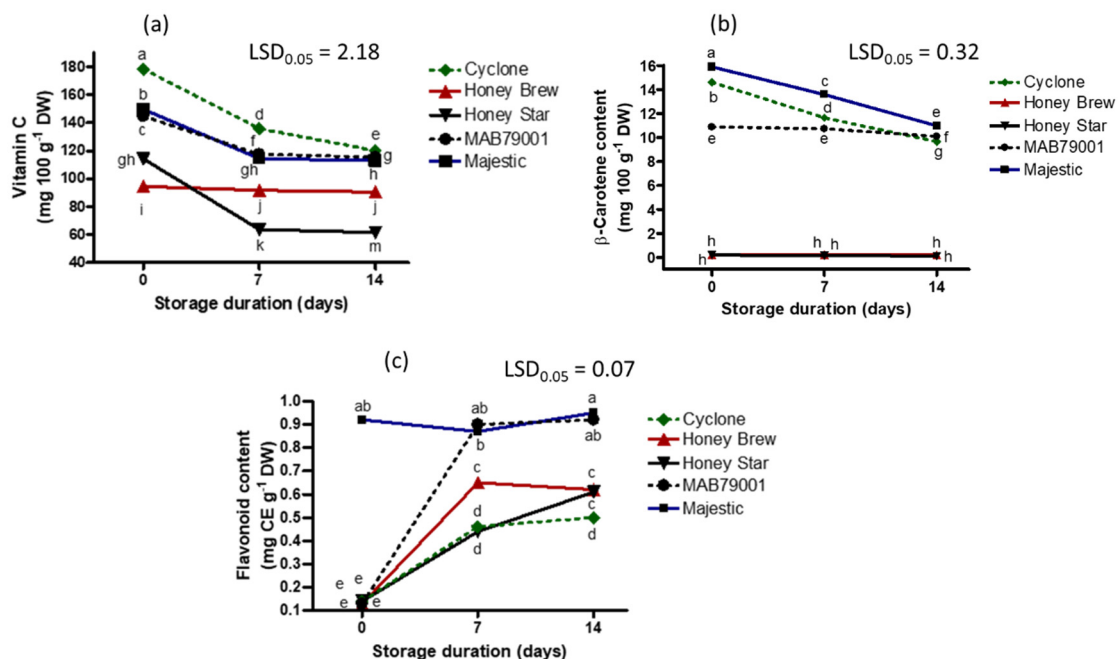 (a)
LSD0.05 = 2.18
Vitamin C
(mg 100 g-1 DW)
180
160
140
120
100
80
60
40
a
b
c
gh
i
d
f
gh
j
k
e
g
h
j
m
0
7
14
Storage duration (days)
Cyclone
Honey Brew
Honey Star
MAB79001
Majestic
(b)
LSD0.05 = 0.32
β-Carotene content
(mg 100 g-1 DW)
16
14
12
10
8
6
4
2
0
a
b
e
h
h
c
d
e
h
h
e
f
g
h
h
0
7
14
Storage duration (days)
Cyclone
Honey Brew
Honey Star
MAB79001
Majestic
(c)
LSD0.05 = 0.07
Flavonoid content
(mg CE g-1 DW)
1.0
0.9
0.8
0.7
0.6
0.5
0.4
0.3
0.2
0.1
ab
e
e
e
e
ab
b
c
d
d
a
ab
c
c
d
0
7
14
Storage duration (days)
Cyclone
Honey Brew
Honey Star
MAB79001
Majestic